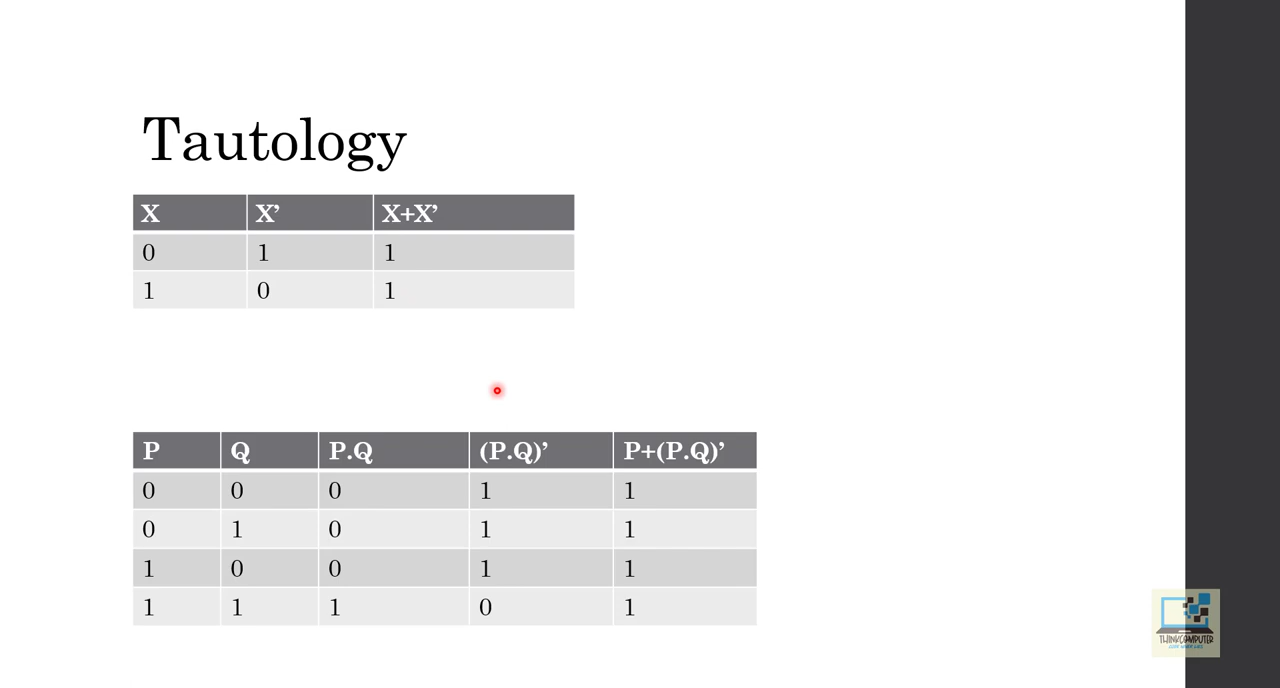 Tautology
X X’ X+X’
0 1 1
1 0 1
P Q P.Q (P.Q)’ P+(P.Q)’
0 0 0 1 1
0 1 0 1 1
1 0 0 1 1
1 1 1 0 1
THINKCOMPUTER